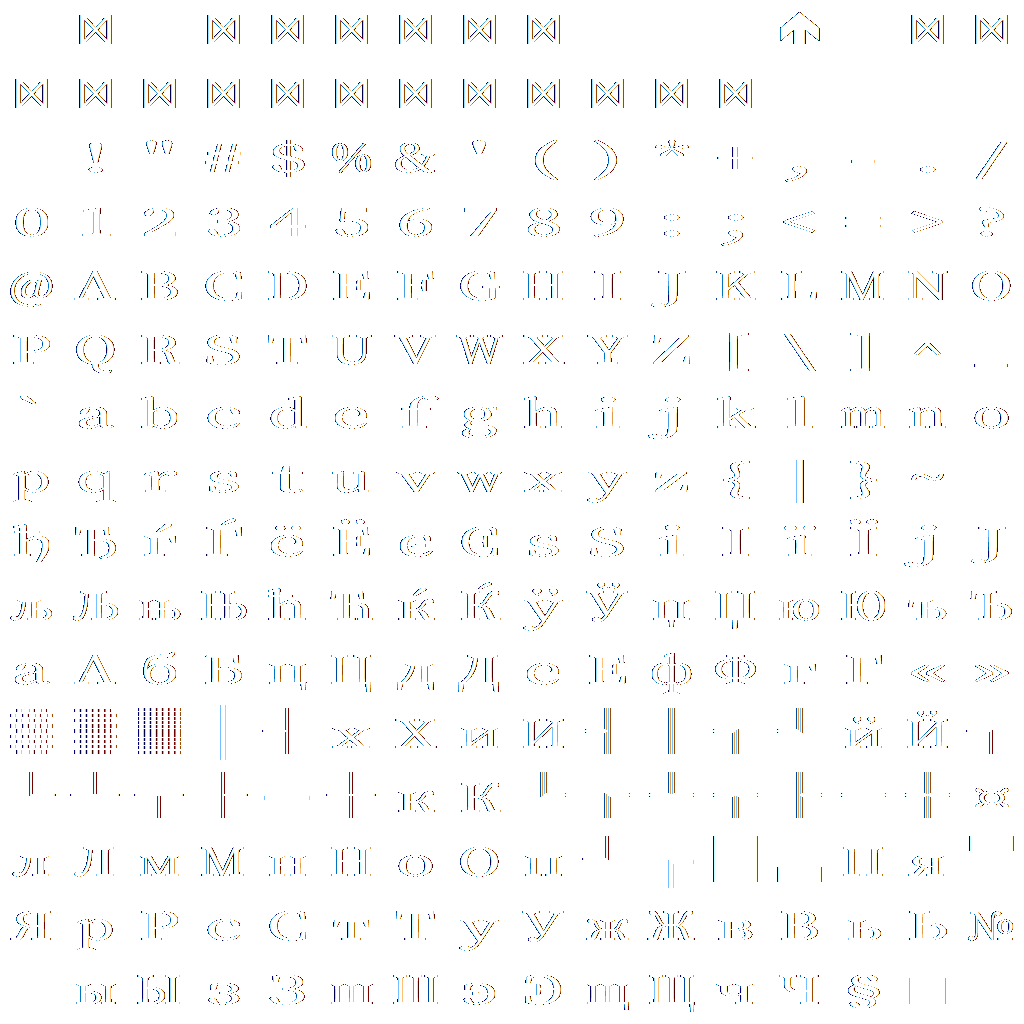 ! " # $ % & ' ( ) * + , - . /
0 1 2 3 4 5 6 7 8 9 : ; < = > ?
@ A B C D E F G H I J K L M N O
P Q R S T U V W X Y Z [ \ ] ^ _
` a b c d e f g h i j k l m n o
p q r s t u v w x y z { | } ~
ђ Ђ ѓ Ѓ ё Ё є Є ѕ Ѕ і І ї Ї ј Ј
љ Љ њ Њ ћ Ћ ќ Ќ ў Ў џ Џ ю Ю ъ Ъ
а А б Б ц Ц д Д е Е ф Ф г Г « »
░ ▒ ▓ │ ┤ х Х и И ╣ ║ ╗ ╝ й Й ┐
└ ┴ ┬ ├ ─ ┼ к К ╚ ╔ ╩ ╦ ╠ ═ ╬ ¤
л Л м М н Н о О п ┘ ┌ █ ▄ П я ▀
Я р Р с С т Т у У ж Ж в В ь Ь №
ы Ы з З ш Ш э Э щ Щ ч Ч § ■